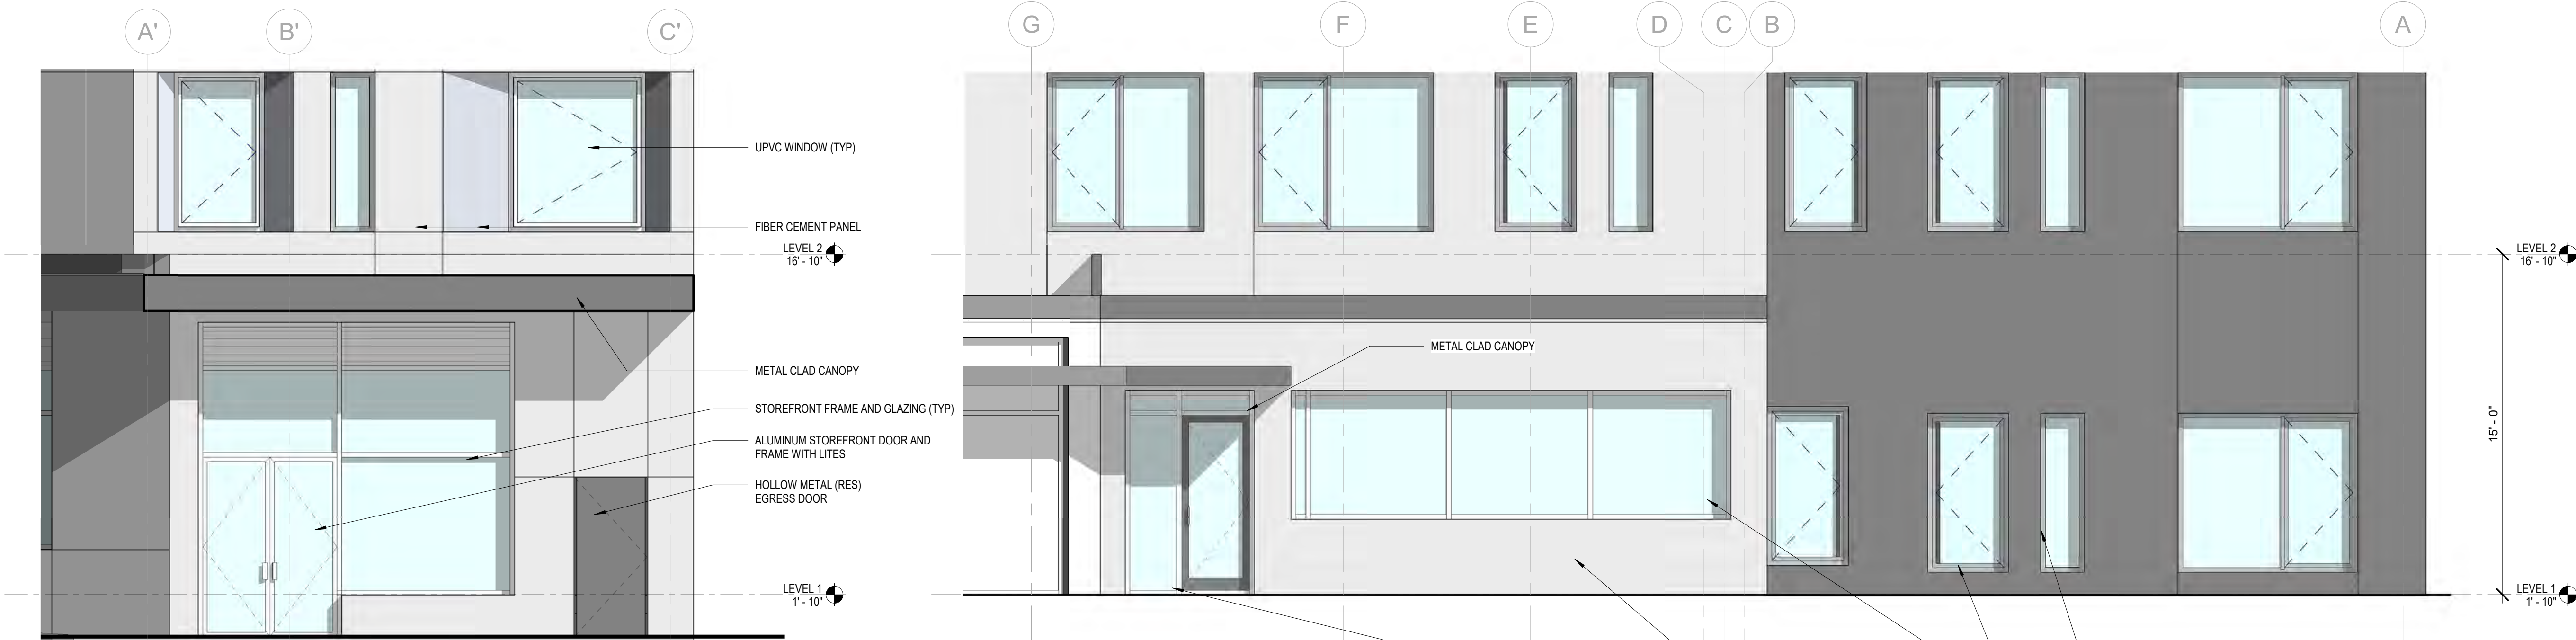 A'
B'
C'
G
F
E
D
C
B
A
UPVC WINDOW (TYP)
FIBER CEMENT PANEL
LEVEL 2
16' - 10"
LEVEL 2
16' - 10"
METAL CLAD CANOPY
METAL CLAD CANOPY
STOREFRONT FRAME AND GLAZING (TYP)
ALUMINUM STOREFRONT DOOR AND
FRAME WITH LITES
15' - 0"
HOLLOW METAL (RES)
EGRESS DOOR
LEVEL 1
1' - 10"
LEVEL 1
1' - 10"